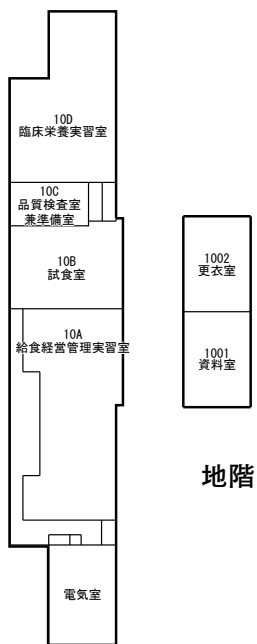 10D
臨床栄養実習室
10C
品質検査室
兼準備室
10B
試食室
10A
給食経営管理実習室
電気室
1002
更衣室
1001
資料室
地階